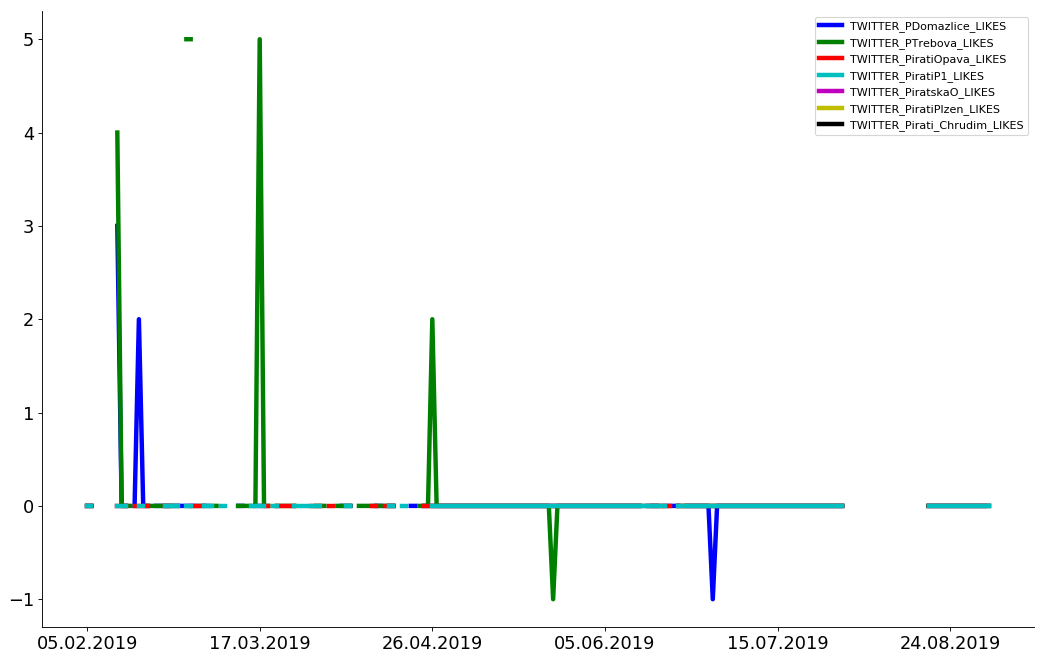 TWITTER_PDomazlice_LIKES
TWITTER_PTrebova_LIKES
TWITTER_PiratiOpava_LIKES
TWITTER_PiratiP1_LIKES
TWITTER_PiratskaO_LIKES
TWITTER_PiratiPlzen_LIKES
TWITTER_Pirati_Chrudim_LIKES
5
4
3
2
1
0
−1
05.02.2019 17.03.2019 26.04.2019 05.06.2019 15.07.2019 24.08.2019